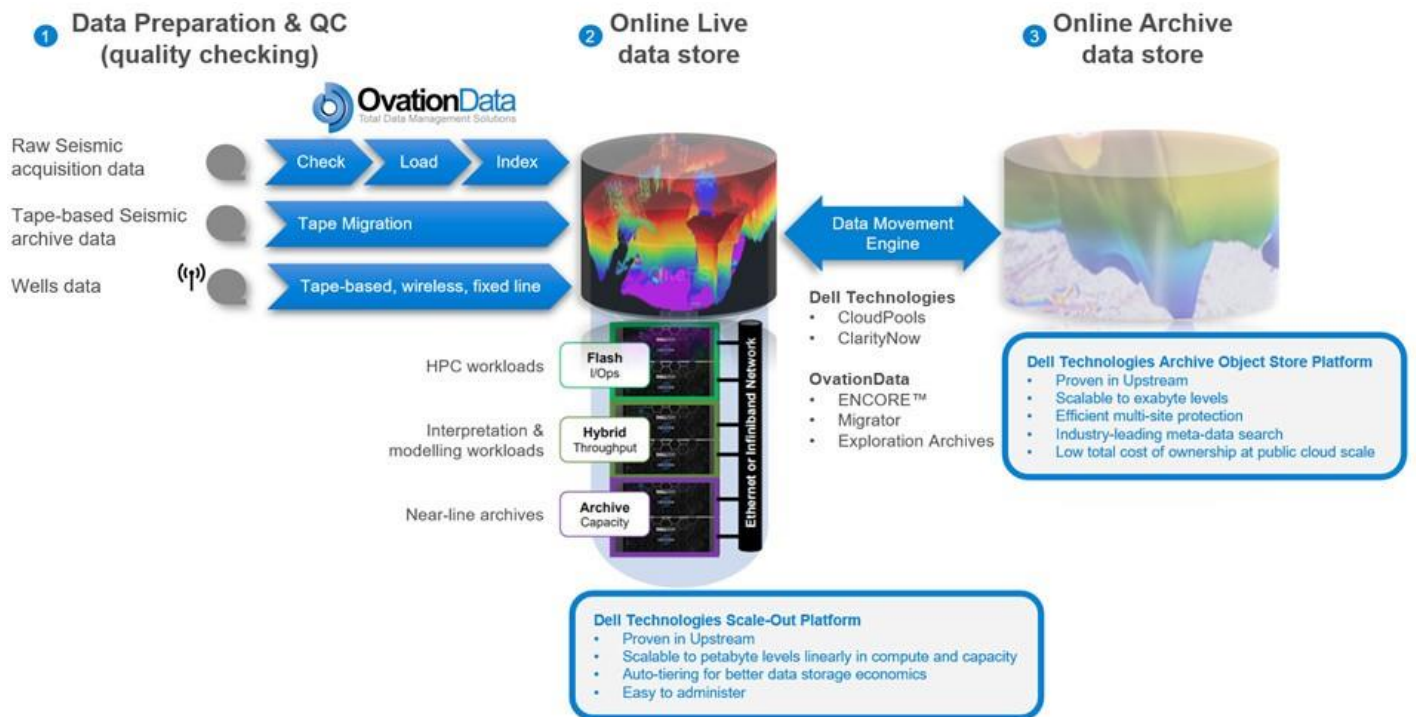 1 Data Preparation & QC
(quality checking)
2 Online Live
data store
3 Online Archive
data store
OvationData
Total Data Management Solutions
Raw Seismic
acquisition data
Check
Load
Index
Tape-based Seismic
archive data
Tape Migration
Wells data
Tape-based, wireless, fixed line
Data Movement
Engine
Dell Technologies
• CloudPools
• ClarityNow
OvationData
• ENCORE™
• Migrator
• Exploration Archives
HPC workloads
Flash
I/Ops
Interpretation &
modelling workloads
Hybrid
Throughput
Near-line archives
Archive
Capacity
Ethernet or Infiniband Network
Dell Technologies Archive Object Store Platform
• Proven in Upstream
• Scalable to exabyte levels
• Efficient multi-site protection
• Industry-leading meta-data search
• Low total cost of ownership at public cloud scale
Dell Technologies Scale-Out Platform
• Proven in Upstream
• Scalable to petabyte levels linearly in compute and capacity
• Auto-tiering for better data storage economics
• Easy to administer